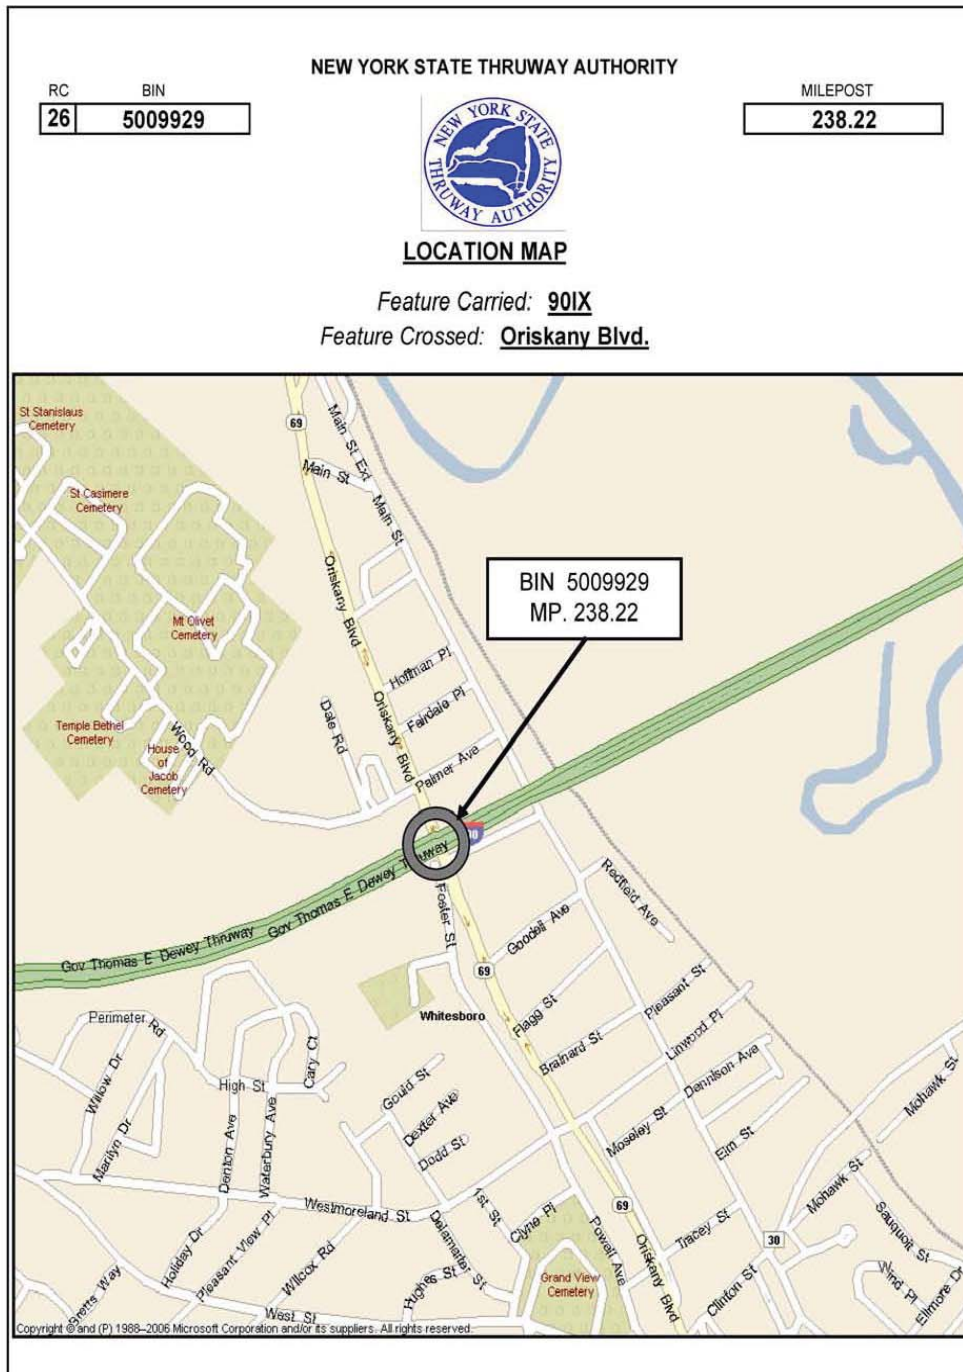 NEW YORK STATE THRUWAY AUTHORITY
RC BIN
26 5009929
MILEPOST
238.22
NEW YORK STATE
THRUWAY AUTHORITY
LOCATION MAP
Feature Carried: 90IX
Feature Crossed: Oriskany Blvd.
St Stanislaus
Cemetery
69
Main St Ext
Main St
Main St
St Casimere
Cemetery
BIN 5009929
MP. 238.22
Oriskany Blvd
Mt Olivet
Cemetery
Hoffman Pl
Fairdale Pl
Oriskany Blvd
Dale Rd
Temple Bethel
Cemetery
House
of
Jacob
Cemetery
Wood Rd
Palmer Ave
Gov Thomas E Dewey Thruway
Gov Thomas E Dewey Thruway
Foster St
Redfield Ave
Goodell Ave
69
Whitesboro
Flagg St
Pleasant St
Linwood Pl
Brainard St
Perimeter Rd
Willow Dr
Marilyn Dr
High St
Cary Ct
Denton Ave
Waterbury Ave
Gould St
Dexter Ave
Dodd St
Dennison Ave
Moseley St
Elm St
Mohawk St
Mohawk St
Westmoreland St
1st St
Clyne Pl
Delamarter St
Powell Ave
69
Oriskany Blvd
Tracey St
30
Sauquoit St
Wind Pl
Ellmore Dr
Clinton St
Grand View
Cemetery
Hughes St
Holiday Dr
Pleasant View Pl
Wilcox Rd
Bretts Way
West St
Copyright © and (P) 1988–2006 Microsoft Corporation and/or its suppliers. All rights reserved.